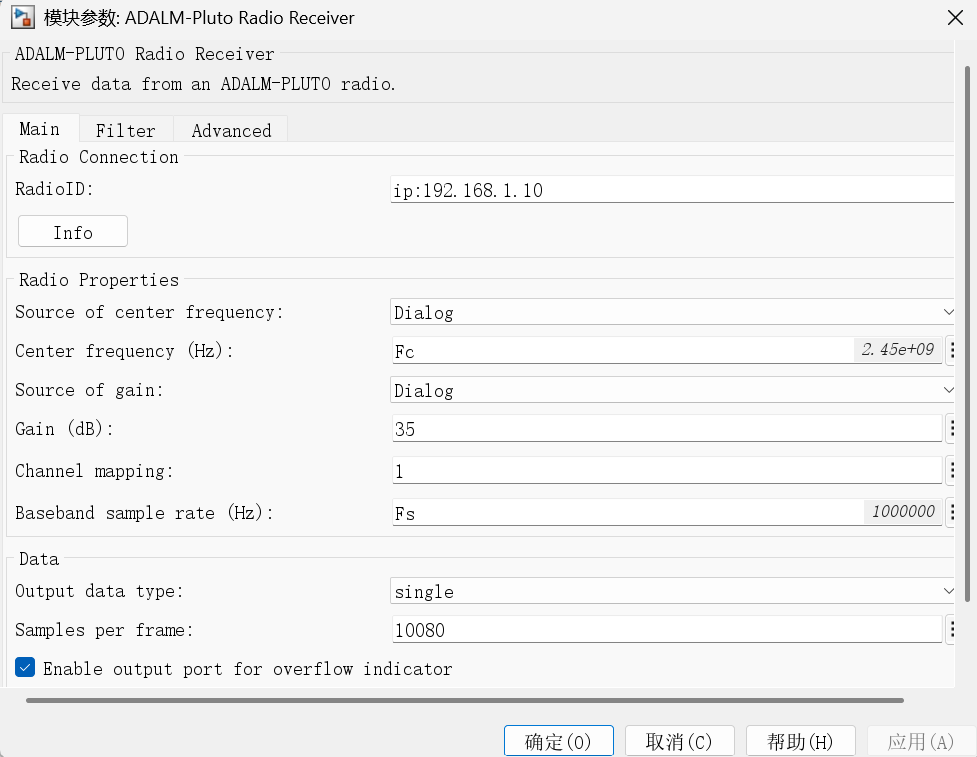 模块参数: ADALM-Pluto Radio Receiver
ADALM-PLUTO Radio Receiver
Receive data from an ADALM-PLUTO radio.
Main Filter Advanced
Radio Connection
RadioID: ip:192.168.1.10
Info
Radio Properties
Source of center frequency: Dialog
Center frequency (Hz): Fc 2.45e+09
Source of gain: Dialog
Gain (dB): 35
Channel mapping: 1
Baseband sample rate (Hz): Fs 1000000
Data
Output data type: single
Samples per frame: 10080
Enable output port for overflow indicator
确定(O) 取消(C) 帮助(H) 应用(A)